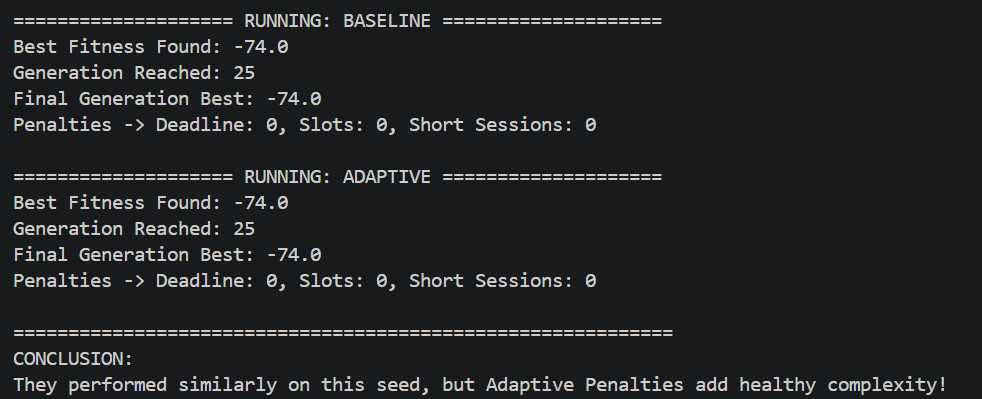 ==================== RUNNING: BASELINE ====================
Best Fitness Found: -74.0
Generation Reached: 25
Final Generation Best: -74.0
Penalties -> Deadline: 0, Slots: 0, Short Sessions: 0
==================== RUNNING: ADAPTIVE ====================
Best Fitness Found: -74.0
Generation Reached: 25
Final Generation Best: -74.0
Penalties -> Deadline: 0, Slots: 0, Short Sessions: 0
============================================================
CONCLUSION:
They performed similarly on this seed, but Adaptive Penalties add healthy complexity!